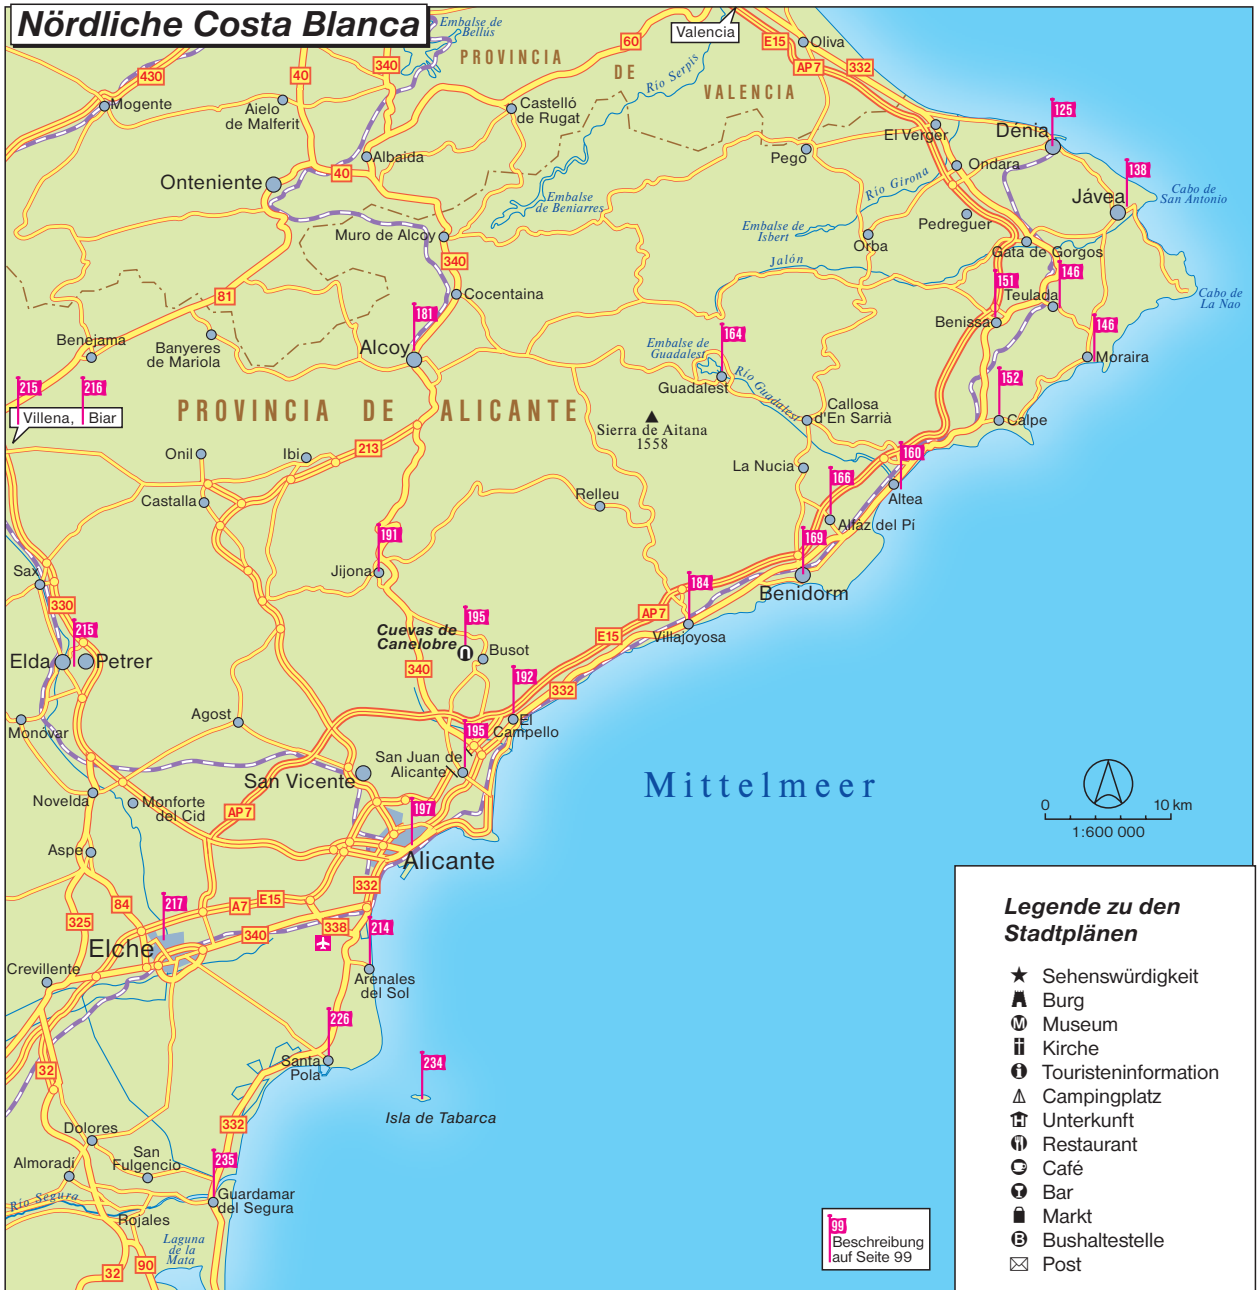 Nördliche Costa Blanca
Embalse de
Bellús
PROVINCIA
DE
VALENCIA
Valencia
60
E15
Oliva
AP7
332
430
40
340
Mogente
Aielo
de Malferit
Castelló
de Rugat
Río Serpis
El Verger
Dénia
125
Pego
Ondara
Albaida
40
Onteniente
138
Jávea
Cabo de
San Antonio
Río Girona
Embalse
de Beniarres
Pedreguer
Embalse de
Isbert
Orba
Muro de Alcoy
340
Gata de Gorgos
Jalón
151
146
Teulada
Cocentaina
81
Cabo de
La Nao
181
Benissa
146
Benejama
Banyeres
de Mariola
Alcoy
164
Embalse de
Guadalest
Moraira
Guadalest
Río Guadalest
152
215
216
Villena,
Biar
PROVINCIA DE ALICANTE
Callosa
d'En Sarrià
Calpe
Sierra de Aitana
1558
Onil
Ibi
213
La Nucia
160
166
Altea
Castalla
Relleu
Alfàz del Pí
191
169
Sax
Jijona
184
Benidorm
330
AP7
215
195
Cuevas de
Canelobre
E15
Villajoyosa
Elda
Petrer
Busot
340
192
332
Agost
El
Campello
Monóvar
195
San Juan de
Alicante
San Vicente
Mittelmeer
Novelda
Monforte
del Cid
AP7
197
0
10 km
1:600 000
Aspe
Alicante
332
84
217
A7
E15
325
340
338
214
Elche
Crevillente
Arenales
del Sol
226
Santa
Pola
234
Isla de Tabarca
32
332
Dolores
San
Fulgencio
235
Almoradí
Río Segura
Guardamar
del Segura
Rojales
Laguna
de la
Mata
32
90
99
Beschreibung
auf Seite 99
Legende zu den
Stadtplänen
Sehenswürdigkeit
Burg
M Museum
Kirche
i Touristeninformation
Campingplatz
H Unterkunft
Restaurant
Café
Bar
Markt
B Bushaltestelle
Post